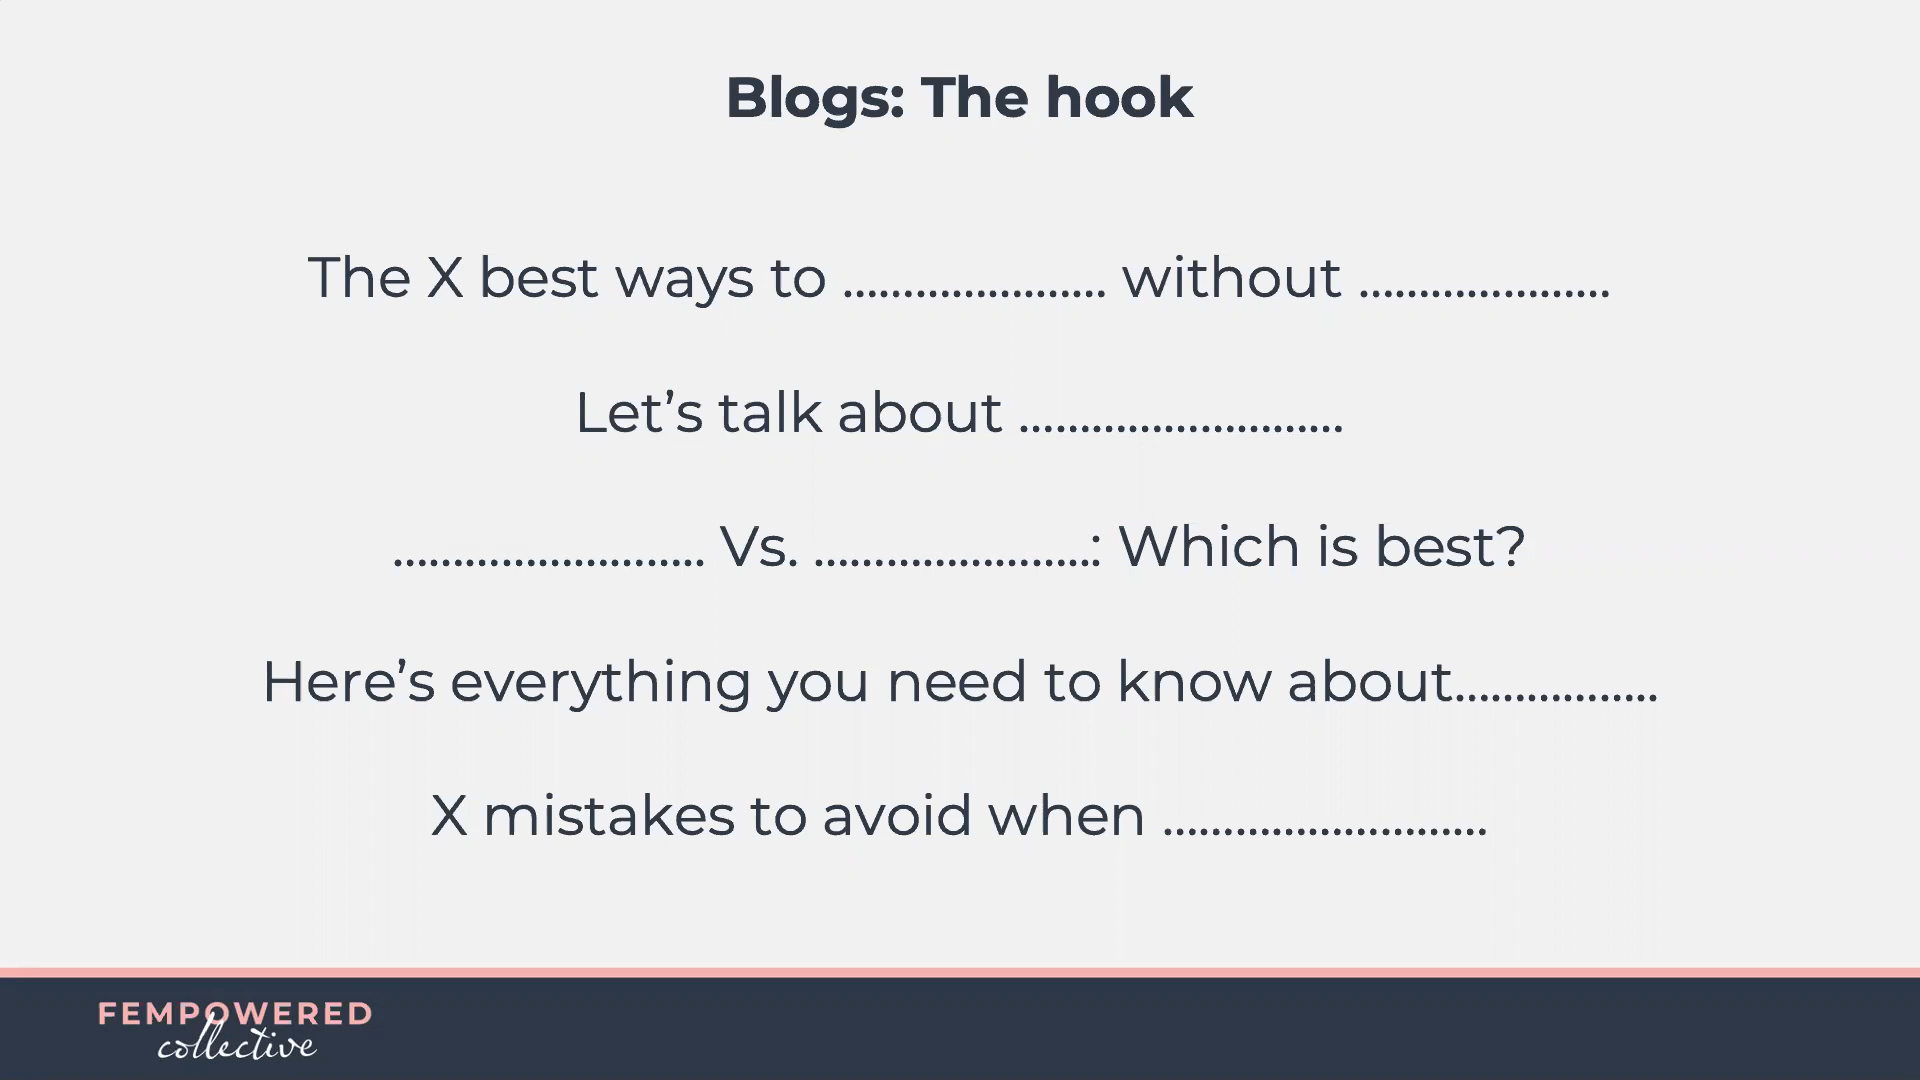 Blogs: The hook
The X best ways to ...................... without .....................
Let’s talk about ...........................
.......................... Vs. .......................: Which is best?
Here’s everything you need to know about.................
X mistakes to avoid when ...........................
FEMPOWERED
collective